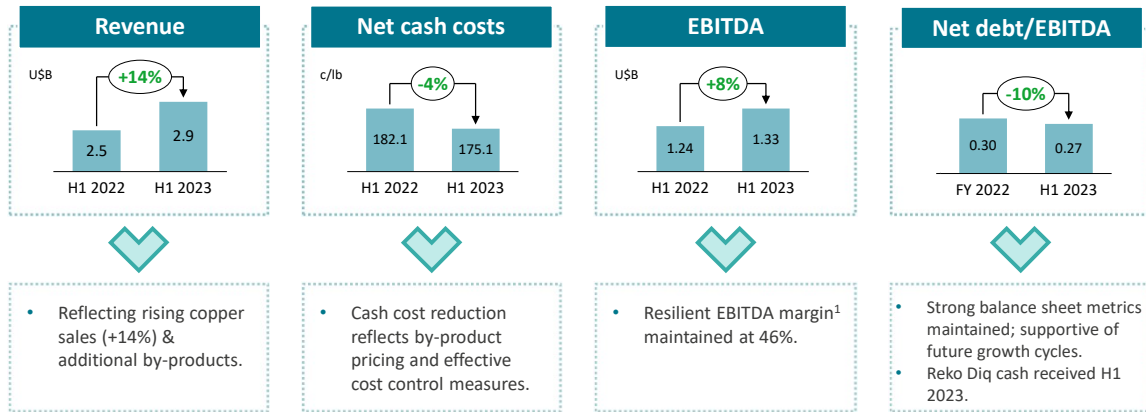 Revenue
U$B
+14%
2.5
2.9
H1 2022
H1 2023
• Reflecting rising copper
sales (+14%) &
additional by-products.
Net cash costs
c/lb
-4%
182.1
175.1
H1 2022
H1 2023
• Cash cost reduction
reflects by-product
pricing and effective
cost control measures.
EBITDA
U$B
+8%
1.24
1.33
H1 2022
H1 2023
• Resilient EBITDA margin¹
maintained at 46%.
Net debt/EBITDA
-10%
0.30
0.27
FY 2022
H1 2023
• Strong balance sheet metrics
maintained; supportive of
future growth cycles.
• Reko Diq cash received H1
2023.